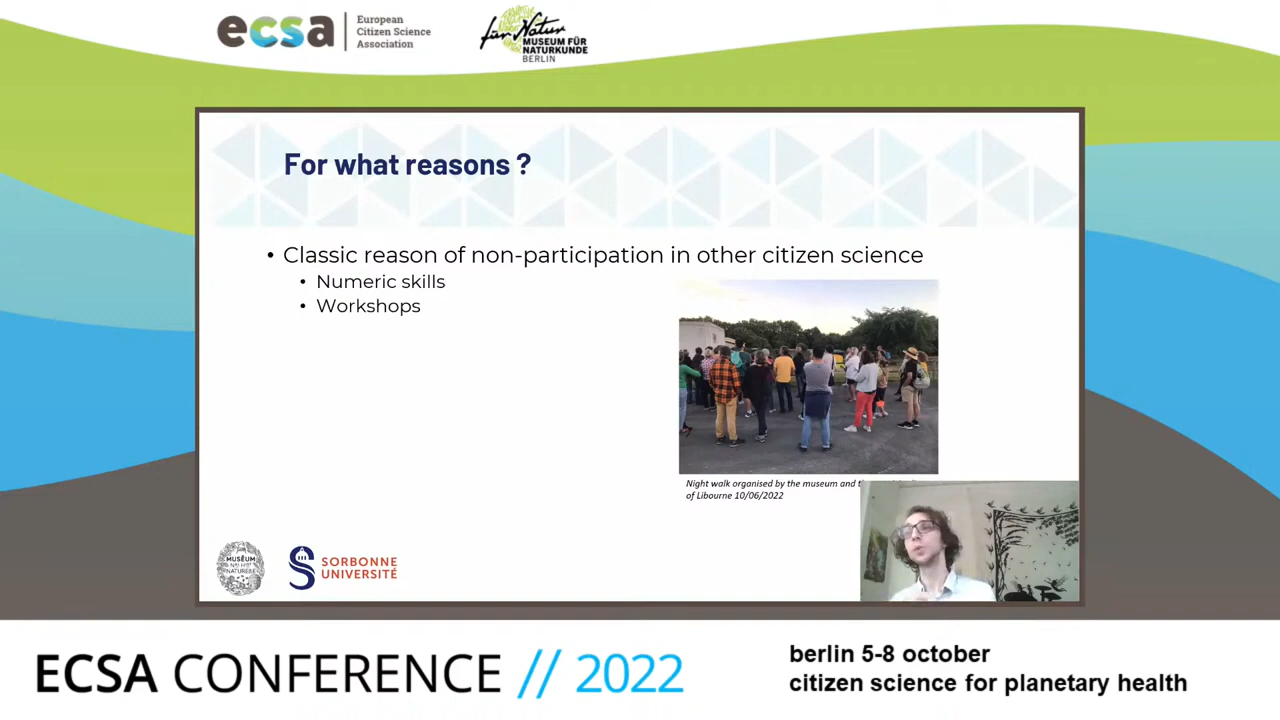 ecsa
European
Citizen Science
Association
für Natur
MUSEUM FÜR
NATURKUNDE
BERLIN
For what reasons ?
• Classic reason of non-participation in other citizen science
• Numeric skills
• Workshops
Night walk organised by the museum and
of Libourne 10/06/2022
MUSÉUM
NATURELLE
SORBONNE
UNIVERSITÉ
ECSA CONFERENCE // 2022
berlin 5-8 october
citizen science for planetary health